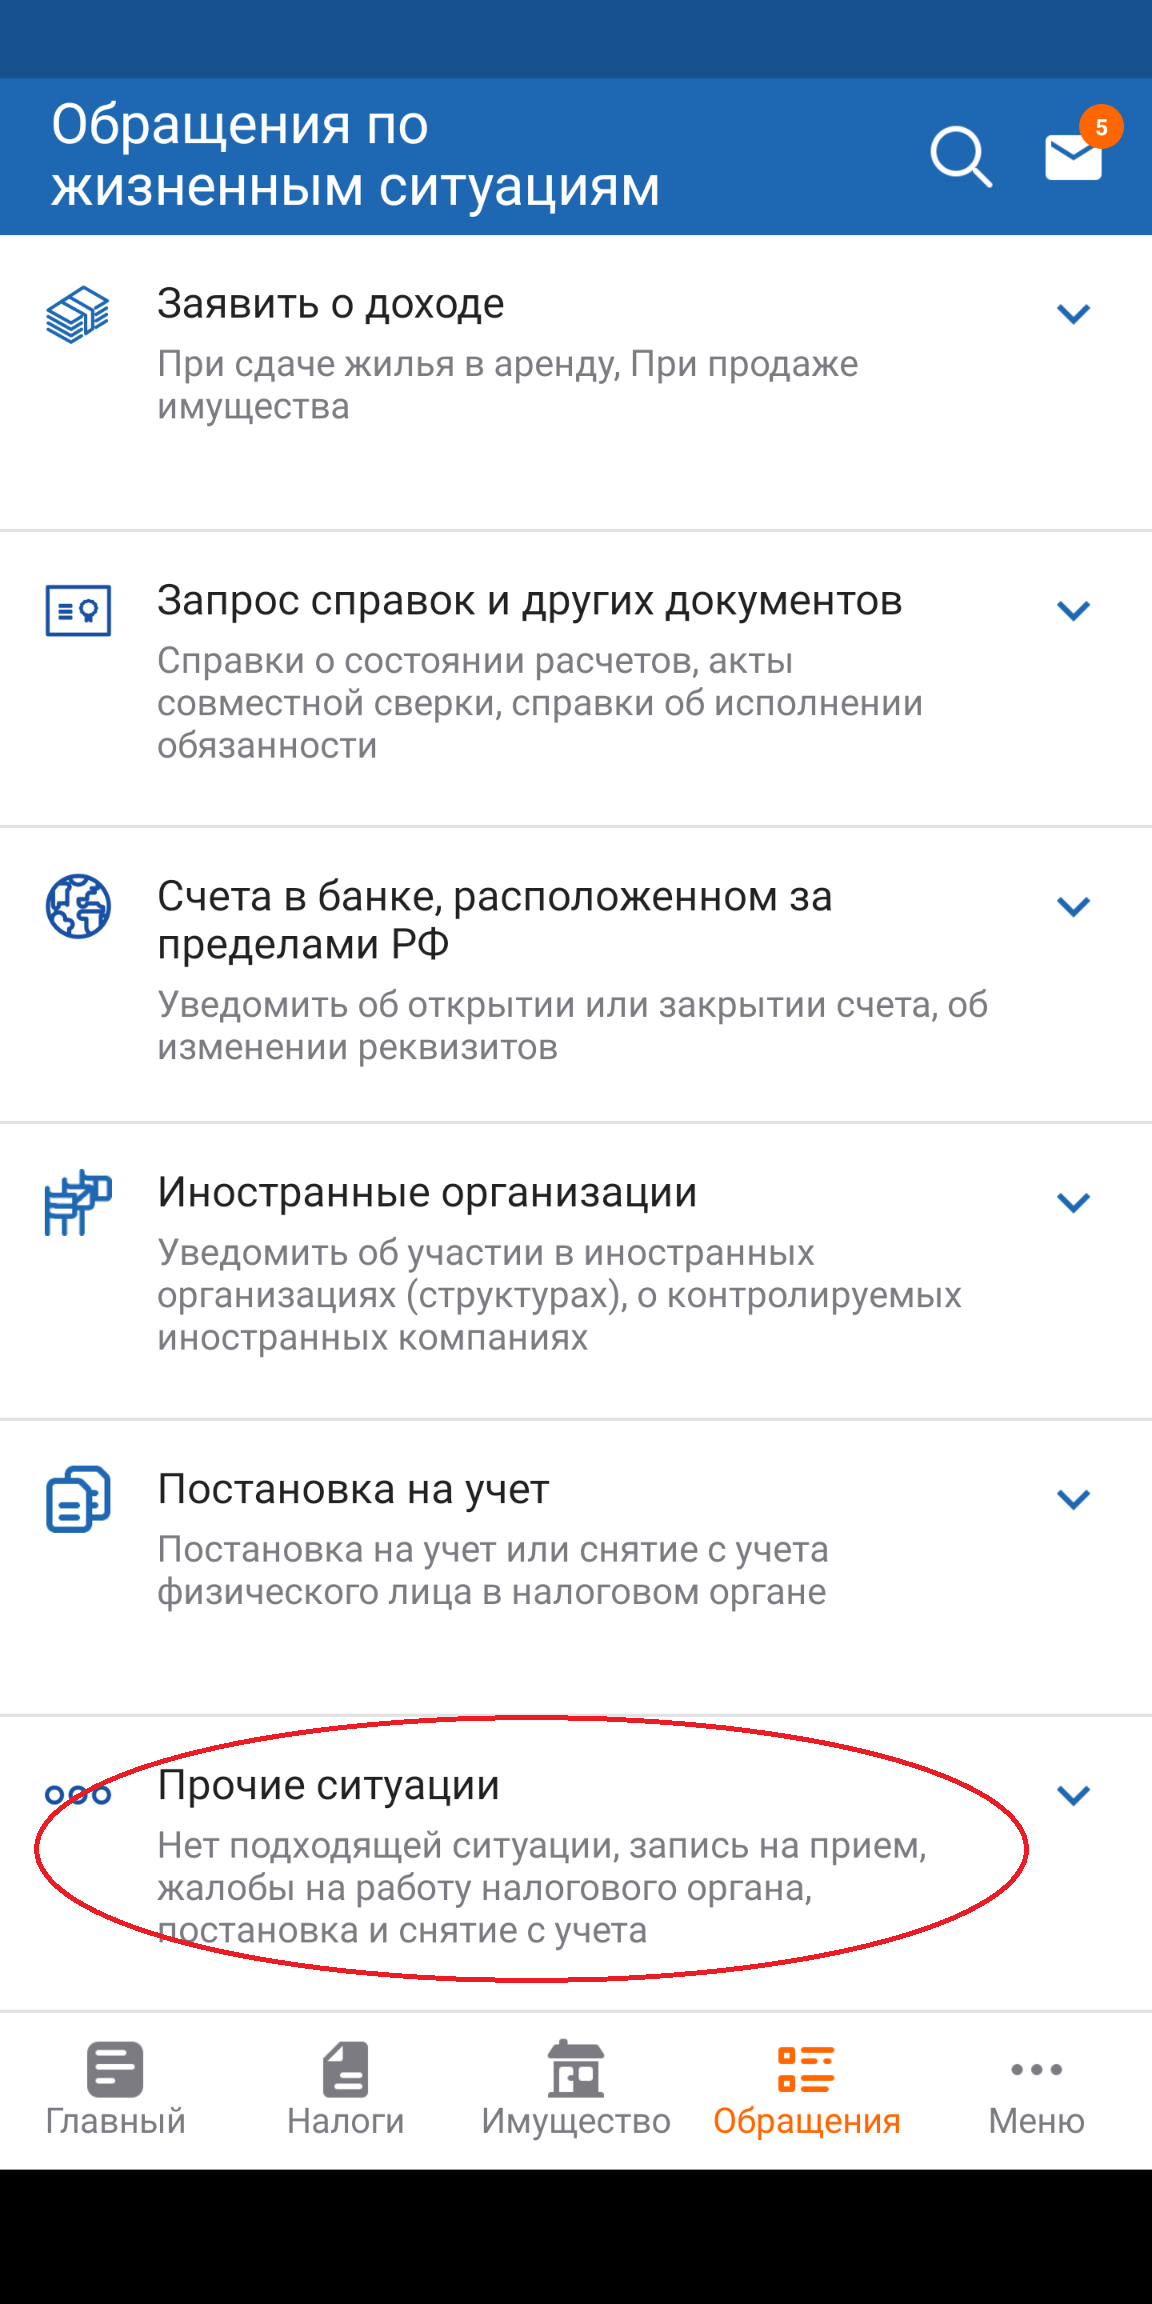 Обращения по
жизненным ситуациям
5
Заявить о доходе
При сдаче жилья в аренду, При продаже
имущества
Запрос справок и других документов
Справки о состоянии расчетов, акты
совместной сверки, справки об исполнении
обязанности
Счета в банке, расположенном за
пределами РФ
Уведомить об открытии или закрытии счета, об
изменении реквизитов
Иностранные организации
Уведомить об участии в иностранных
организациях (структурах), о контролируемых
иностранных компаниях
Постановка на учет
Постановка на учет или снятие с учета
физического лица в налоговом органе
Прочие ситуации
Нет подходящей ситуации, запись на прием,
жалобы на работу налогового органа,
постановка и снятие с учета
Главный Налоги Имущество Обращения Меню